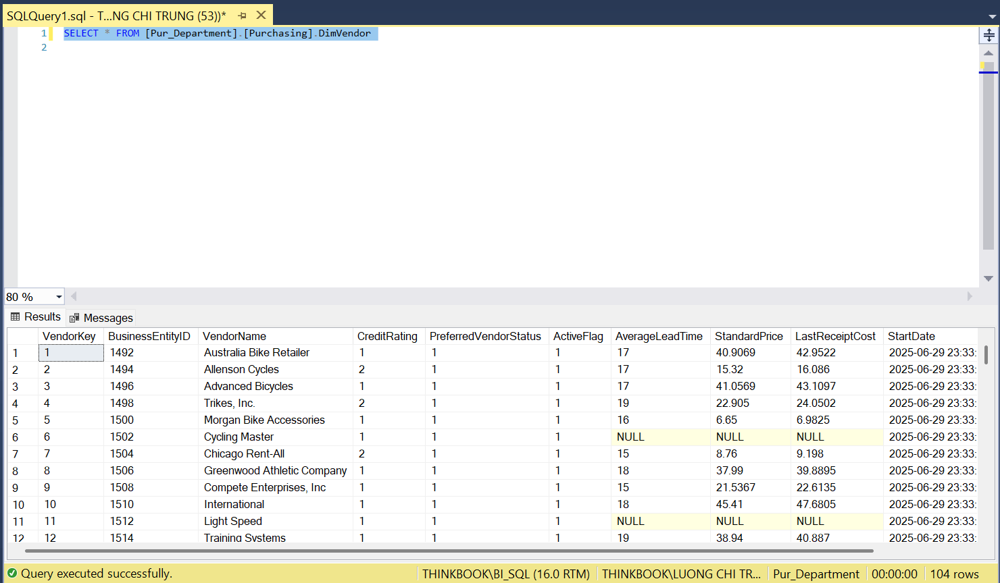 SQLQuery1.sql - T...NG CHI TRUNG (53))*
1 SELECT * FROM [Pur_Department].[Purchasing].DimVendor
2
80 %
Results Messages
VendorKey BusinessEntityID VendorName CreditRating PreferredVendorStatus ActiveFlag AverageLeadTime StandardPrice LastReceiptCost StartDate
1 1 1492 Australia Bike Retailer 1 1 1 17 40.9069 42.9522 2025-06-29 23:33:
2 2 1494 Allenson Cycles 2 1 1 17 15.32 16.086 2025-06-29 23:33:
3 3 1496 Advanced Bicycles 1 1 1 17 41.0569 43.1097 2025-06-29 23:33:
4 4 1498 Trikes, Inc. 2 1 1 19 22.905 24.0502 2025-06-29 23:33:
5 5 1500 Morgan Bike Accessories 1 1 1 16 6.65 6.9825 2025-06-29 23:33:
6 6 1502 Cycling Master 1 1 1 NULL NULL NULL 2025-06-29 23:33:
7 7 1504 Chicago Rent-All 2 1 1 15 8.76 9.198 2025-06-29 23:33:
8 8 1506 Greenwood Athletic Company 1 1 1 18 37.99 39.8895 2025-06-29 23:33:
9 9 1508 Compete Enterprises, Inc 1 1 1 15 21.5367 22.6135 2025-06-29 23:33:
10 10 1510 International 1 1 1 18 45.41 47.6805 2025-06-29 23:33:
11 11 1512 Light Speed 1 1 1 NULL NULL NULL 2025-06-29 23:33:
12 12 1514 Training Systems 1 1 1 19 38.94 40.887 2025-06-29 23:33:
Query executed successfully. THINKBOOK\BI_SQL (16.0 RTM) THINKBOOK\LUONG CHI TR... Pur_Department 00:00:00 104 rows